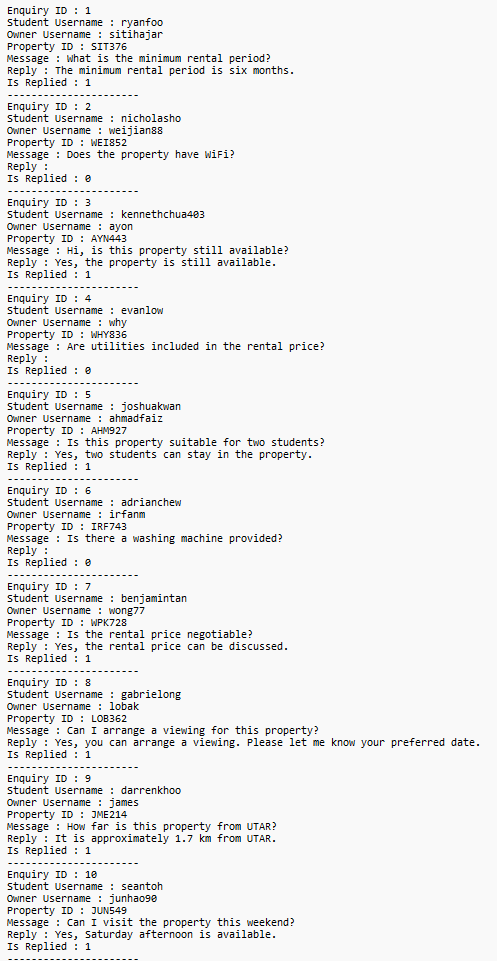 Enquiry ID : 1
Student Username : ryanfoo
Owner Username : sitihajar
Property ID : SIT376
Message : What is the minimum rental period?
Reply : The minimum rental period is six months.
Is Replied : 1
----------------------
Enquiry ID : 2
Student Username : nicholasho
Owner Username : weijian88
Property ID : WEI852
Message : Does the property have WiFi?
Reply :
Is Replied : 0
----------------------
Enquiry ID : 3
Student Username : kennethchua403
Owner Username : ayon
Property ID : AYN443
Message : Hi, is this property still available?
Reply : Yes, the property is still available.
Is Replied : 1
----------------------
Enquiry ID : 4
Student Username : evanlow
Owner Username : why
Property ID : WHY836
Message : Are utilities included in the rental price?
Reply :
Is Replied : 0
----------------------
Enquiry ID : 5
Student Username : joshuakwan
Owner Username : ahmadfaiz
Property ID : AHM927
Message : Is this property suitable for two students?
Reply : Yes, two students can stay in the property.
Is Replied : 1
----------------------
Enquiry ID : 6
Student Username : adrianchew
Owner Username : irfanm
Property ID : IRF743
Message : Is there a washing machine provided?
Reply :
Is Replied : 0
----------------------
Enquiry ID : 7
Student Username : benjamintan
Owner Username : wong77
Property ID : WPK728
Message : Is the rental price negotiable?
Reply : Yes, the rental price can be discussed.
Is Replied : 1
----------------------
Enquiry ID : 8
Student Username : gabrielong
Owner Username : lobak
Property ID : LOB362
Message : Can I arrange a viewing for this property?
Reply : Yes, you can arrange a viewing. Please let me know your preferred date.
Is Replied : 1
----------------------
Enquiry ID : 9
Student Username : darrenkhoo
Owner Username : james
Property ID : JME214
Message : How far is this property from UTAR?
Reply : It is approximately 1.7 km from UTAR.
Is Replied : 1
----------------------
Enquiry ID : 10
Student Username : seantoh
Owner Username : junhao90
Property ID : JUN549
Message : Can I visit the property this weekend?
Reply : Yes, Saturday afternoon is available.
Is Replied : 1
----------------------